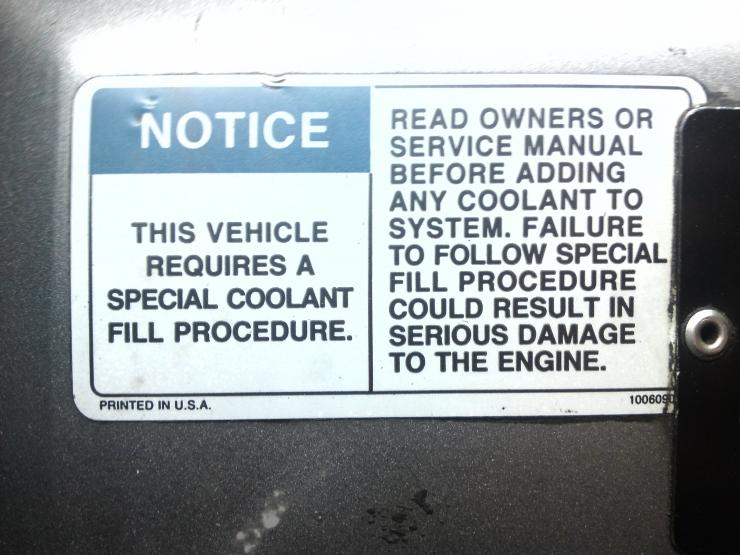 NOTICE
THIS VEHICLE
REQUIRES A
SPECIAL COOLANT
FILL PROCEDURE.
READ OWNERS OR
SERVICE MANUAL
BEFORE ADDING
ANY COOLANT TO
SYSTEM. FAILURE
TO FOLLOW SPECIAL
FILL PROCEDURE
COULD RESULT IN
SERIOUS DAMAGE
TO THE ENGINE.
PRINTED IN U.S.A.